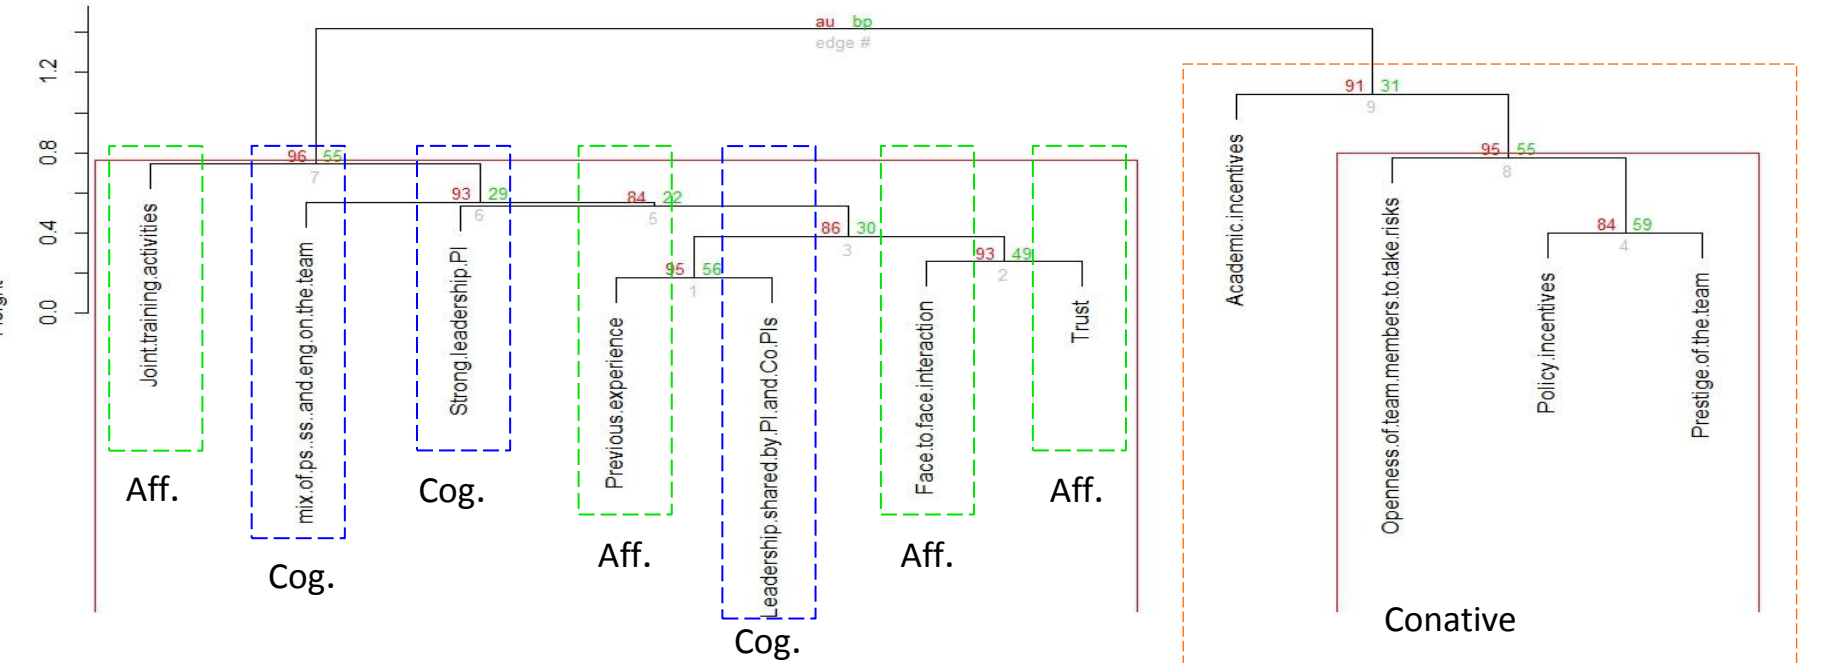 au bp
edge #
1.2
0.8
0.4
0.0
91 31
9
96 55
7
95 55
8
93 29
6
84 22
5
86 30
3
84 59
4
93 49
2
95 56
1
Joint.training.activities
mix.of.ps.ss..and.eng.on.the.team
Strong.leadership.PI
Previous.experience
Leadership.shared.by.PI.and.Co.PIs
Face.to.face.interaction
Trust
Academic.incentives
Openness.of.team.members.to.take.risks
Policy.incentives
Prestige.of.the.team
Aff.
Cog.
Cog.
Aff.
Cog.
Aff.
Aff.
Conative